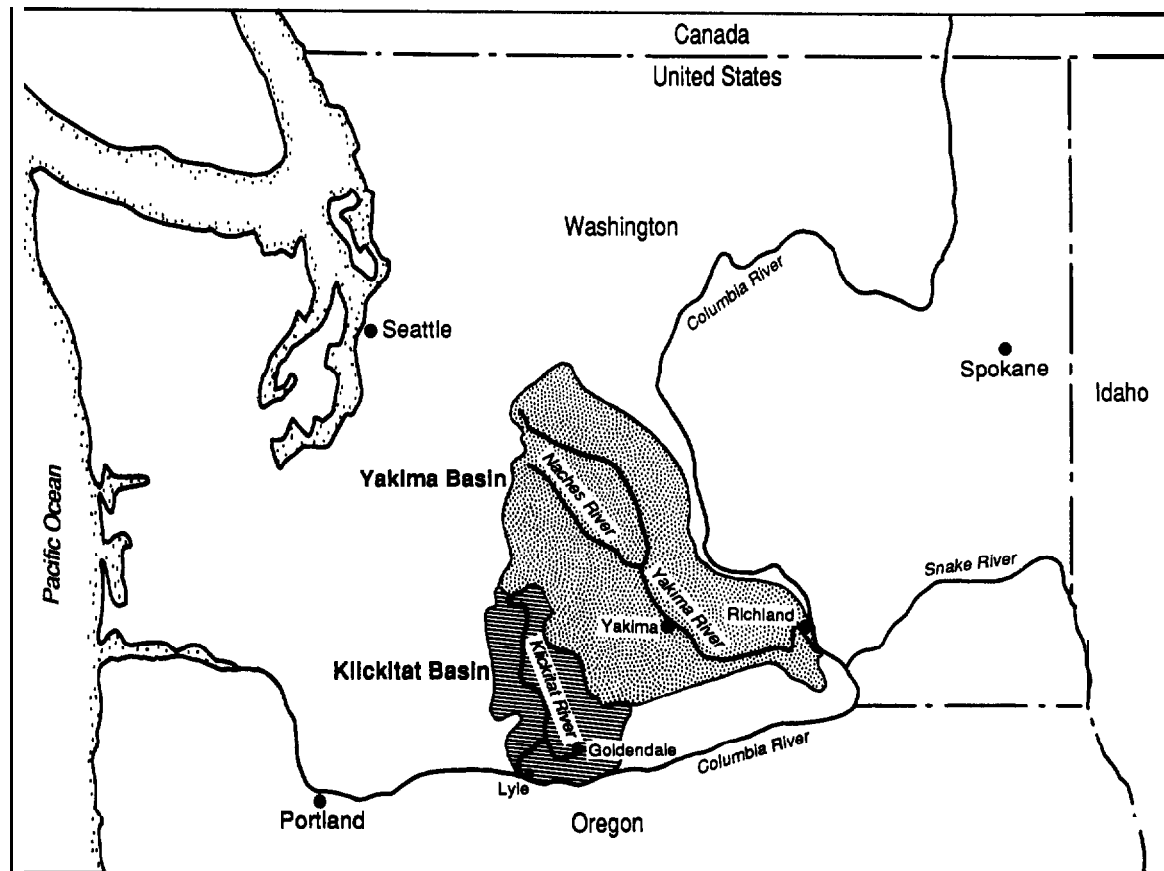 Canada
United States
Washington
Columbia River
Seattle
Spokane
Idaho
Yakima Basin
Naches River
Pacific Ocean
Snake River
Yakima River
Richland
Yakima
Klickitat Basin
Klickitat River
Goldendale
Columbia River
Lyle
Portland
Oregon